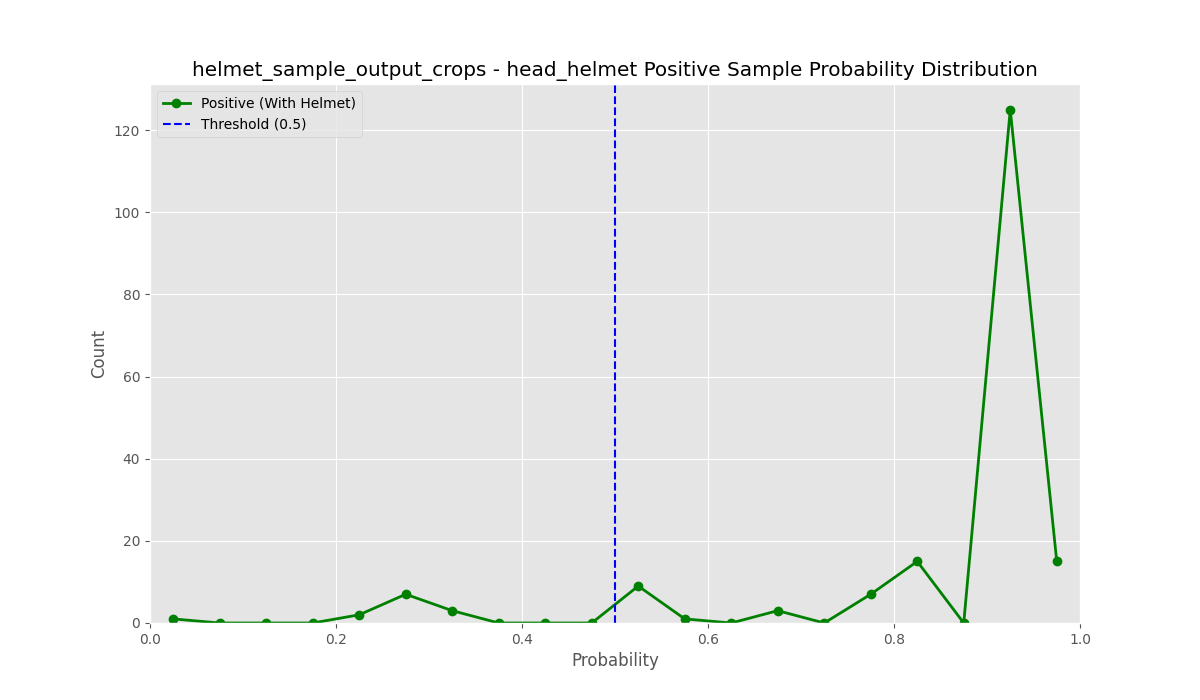 helmet_sample_output_crops - head_helmet Positive Sample Probability Distribution
Positive (With Helmet)
Threshold (0.5)
120
100
80
60
40
20
0
Count
0.0 0.2 0.4 0.6 0.8 1.0
Probability